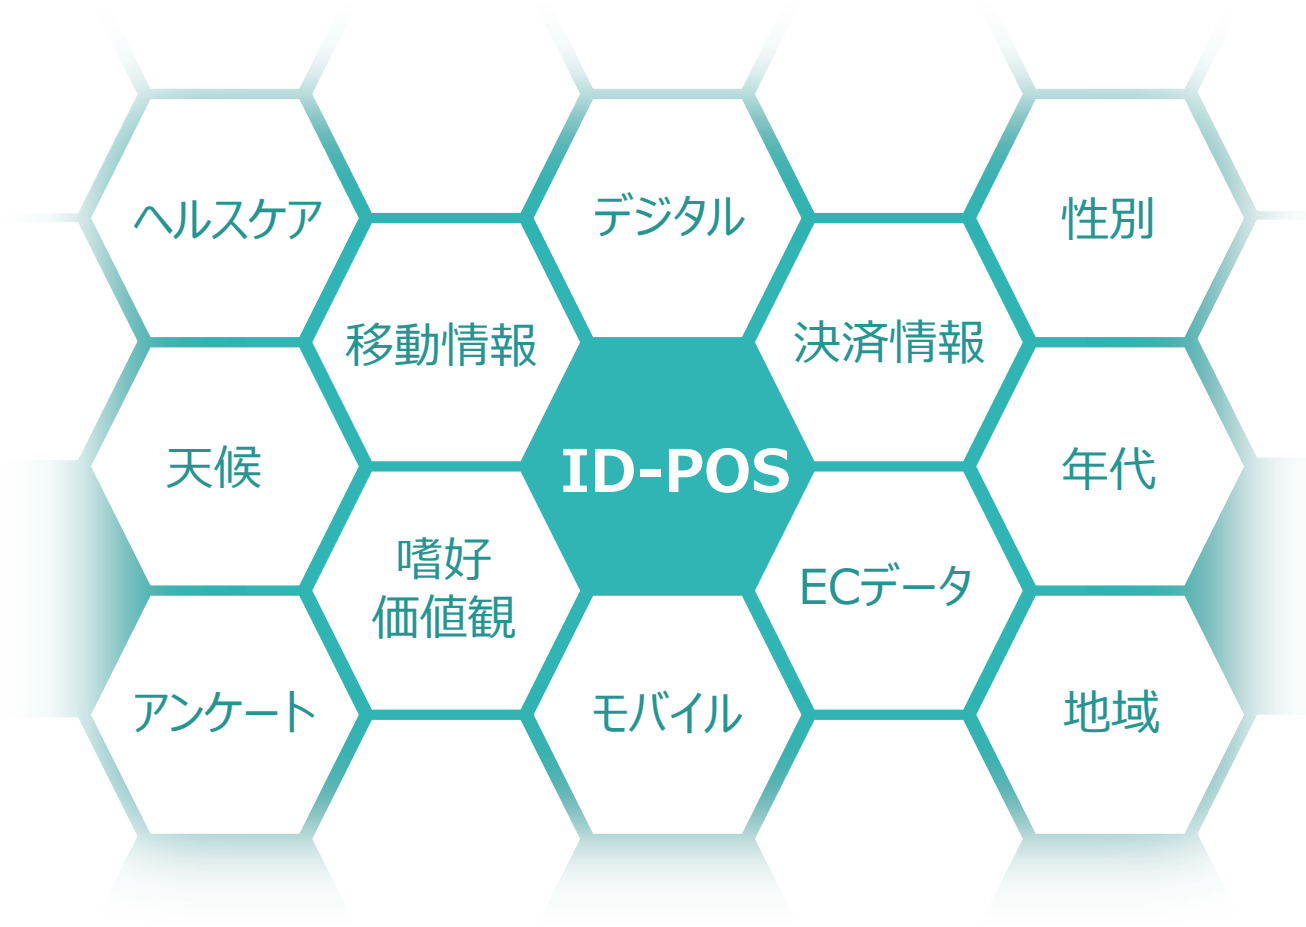 ヘルスケア
デジタル
性別
移動情報
決済情報
天候
ID-POS
年代
嗜好
価値観
ECデータ
アンケート
モバイル
地域